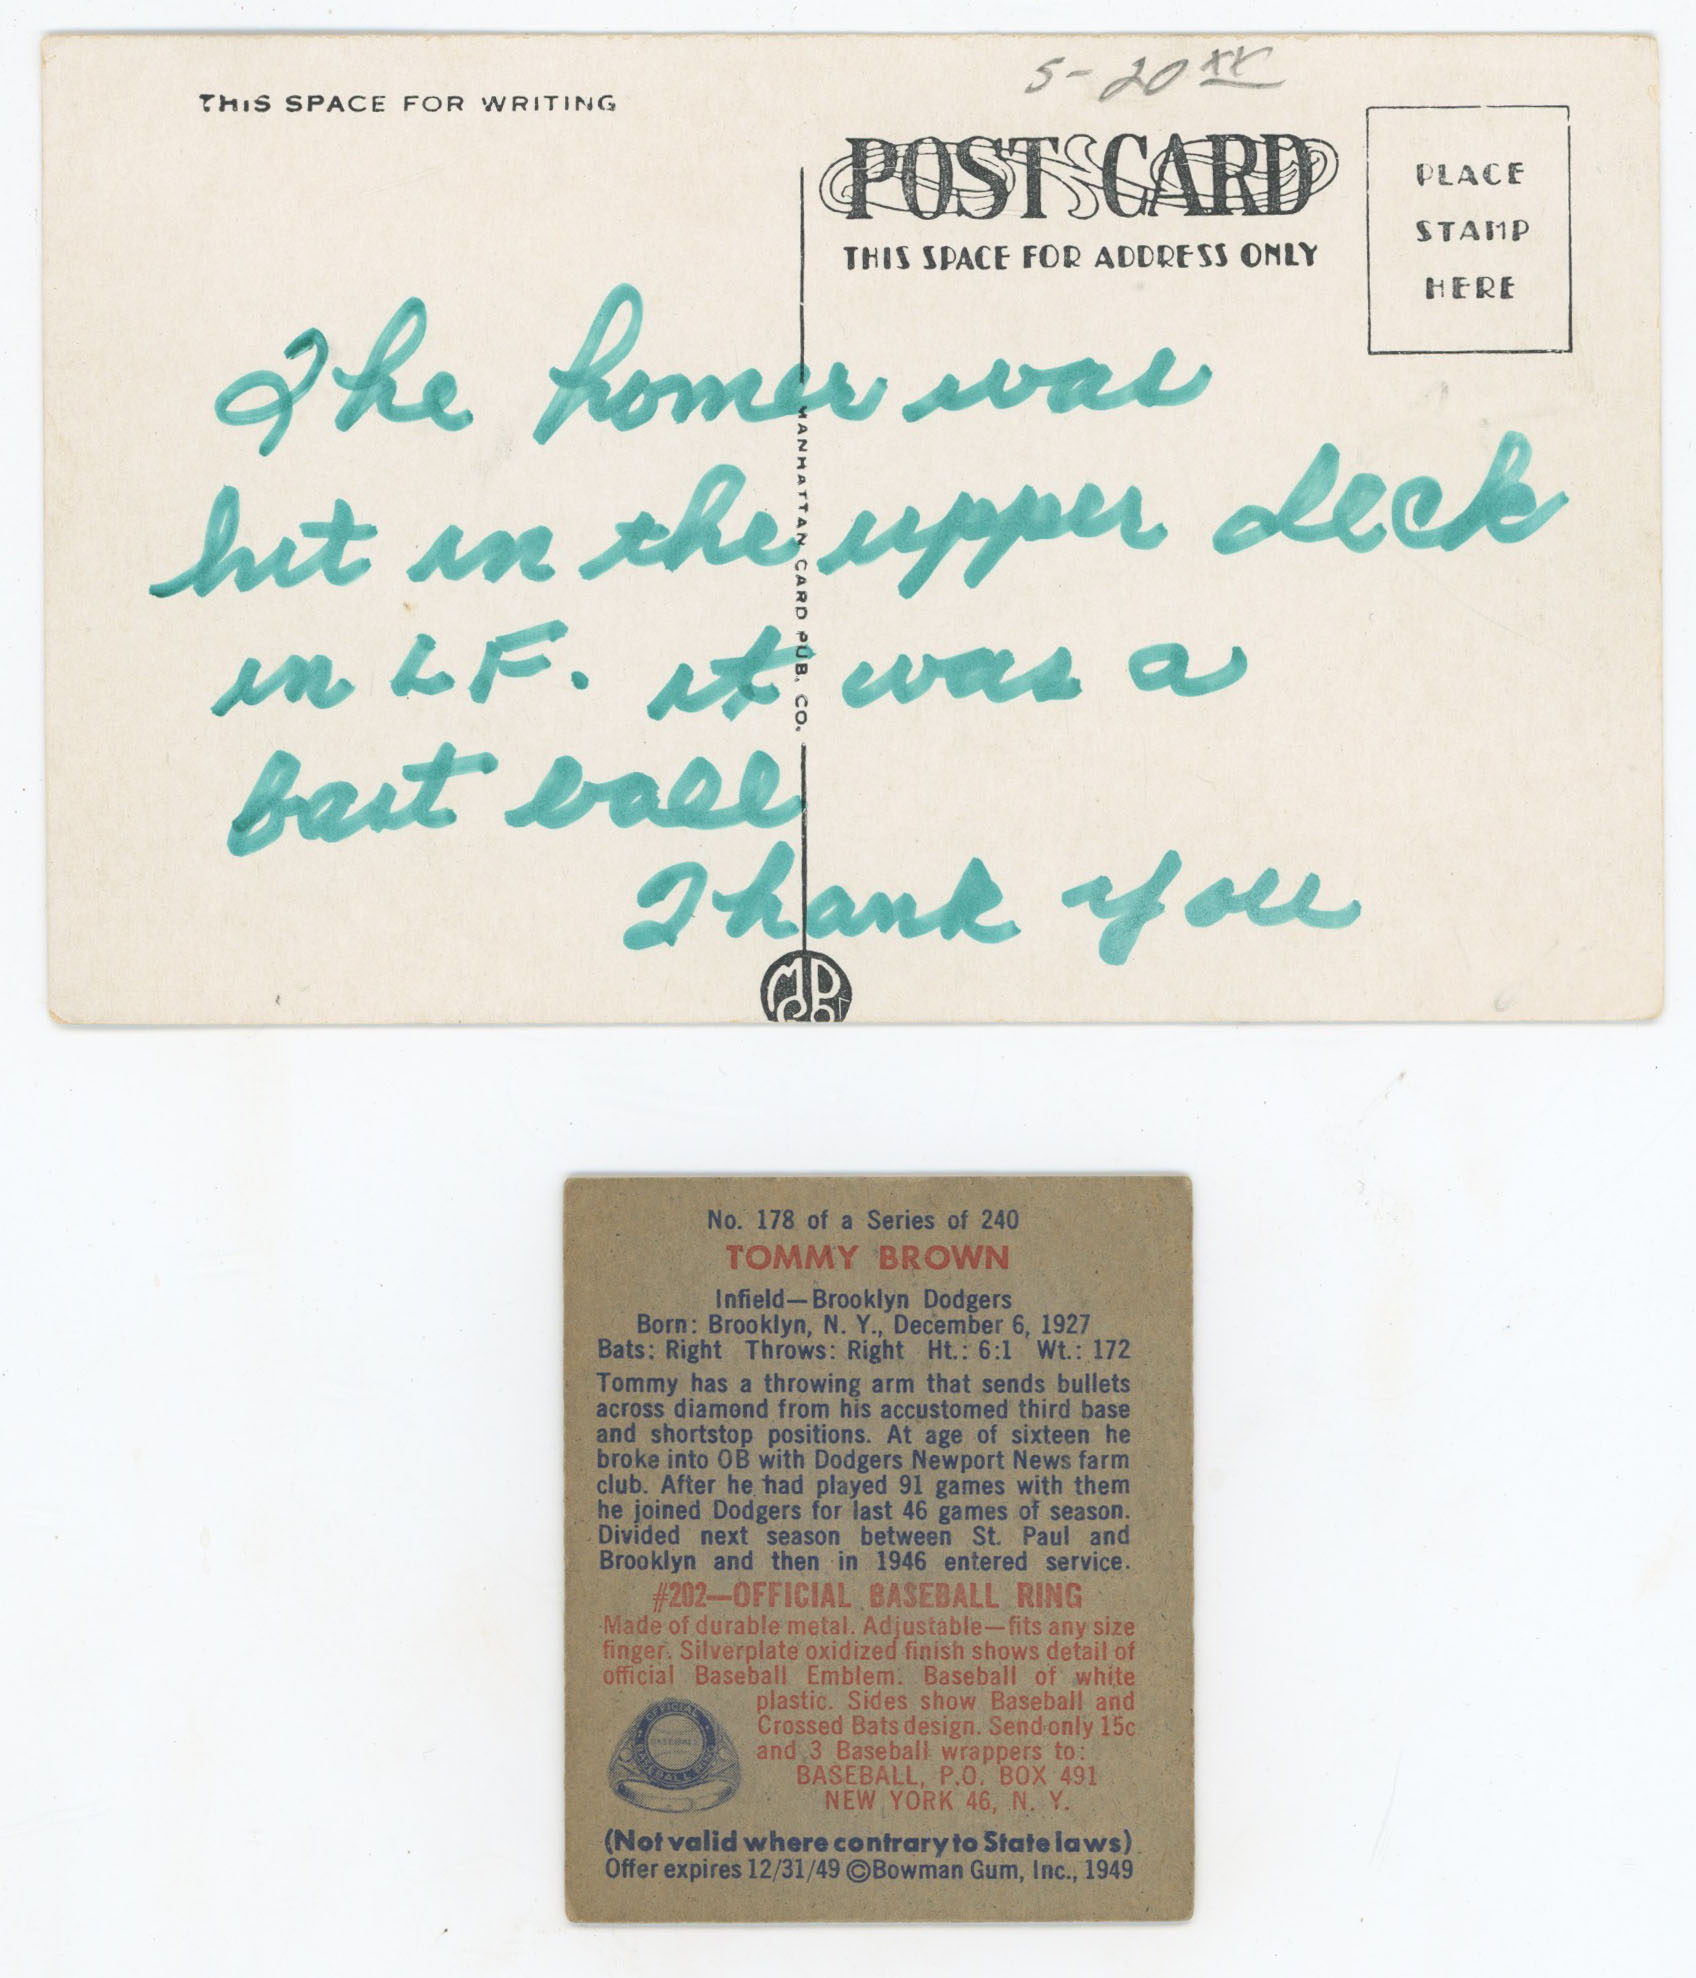 5-20 xx
THIS SPACE FOR WRITING
POST CARD
THIS SPACE FOR ADDRESS ONLY
PLACE
STAMP
HERE
The homer was
hit in the upper deck
in LF. it was a
fast ball
Thank you
MANHATTAN CARD PUB. CO.
No. 178 of a Series of 240
TOMMY BROWN
Infield—Brooklyn Dodgers
Born: Brooklyn, N. Y., December 6, 1927
Bats: Right Throws: Right Ht.: 6:1 Wt.: 172
Tommy has a throwing arm that sends bullets
across diamond from his accustomed third base
and shortstop positions. At age of sixteen he
broke into OB with Dodgers Newport News farm
club. After he had played 91 games with them
he joined Dodgers for last 46 games of season.
Divided next season between St. Paul and
Brooklyn and then in 1946 entered service.
#202—OFFICIAL BASEBALL RING
Made of durable metal. Adjustable—fits any size
finger. Silverplate oxidized finish shows detail of
official Baseball Emblem. Baseball of white
plastic. Sides show Baseball and
Crossed Bats design. Send only 15c
and 3 Baseball wrappers to:
BASEBALL, P.O. BOX 491
NEW YORK 46, N. Y.
OFFICIAL
BASEBALL
BASEBALL RING
(Not valid where contrary to State laws)
Offer expires 12/31/49 ©Bowman Gum, Inc., 1949